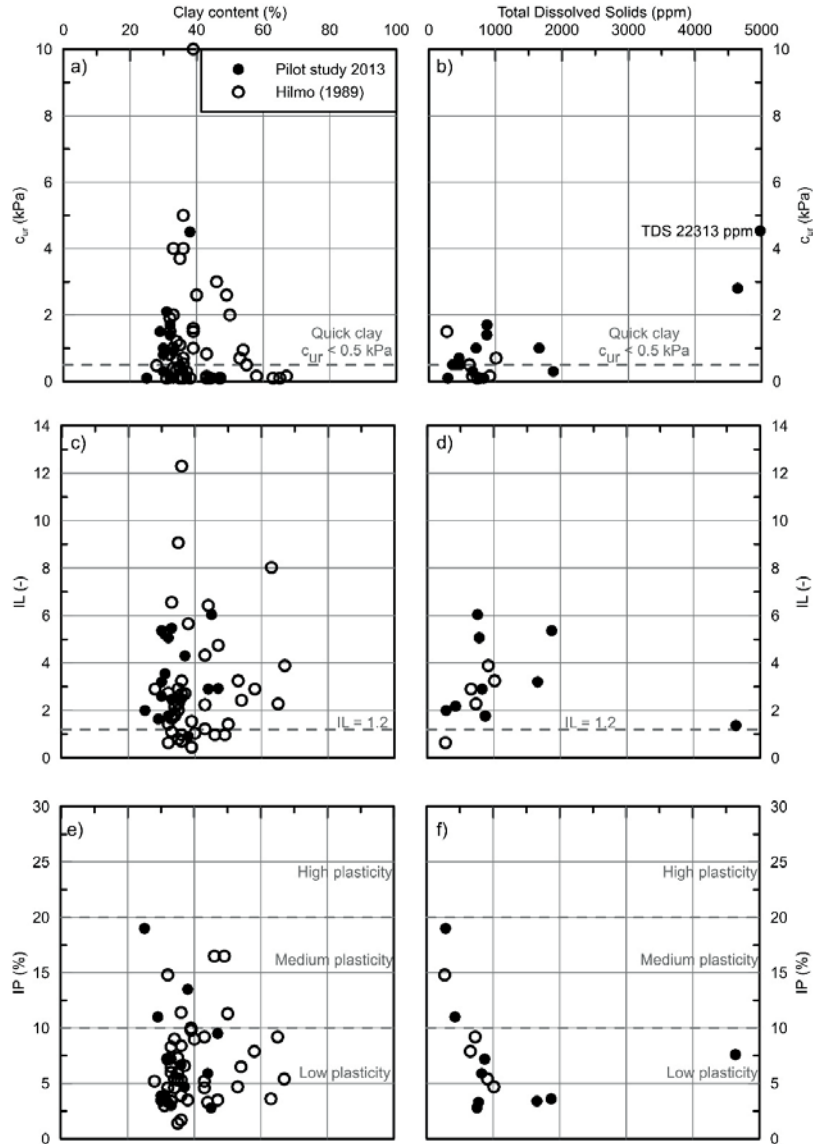 Clay content (%)
0 20 40 60 80 100
Total Dissolved Solids (ppm)
0 1000 2000 3000 4000 5000
a)
Pilot study 2013
Hilmo (1989)
10
8
6
4
2
0
cur (kPa)
Quick clay
cur < 0.5 kPa
b)
TDS 22313 ppm
Quick clay
cur < 0.5 kPa
10
8
6
4
2
0
cur (kPa)
c)
14
12
10
8
6
4
2
0
IL (-)
IL = 1.2
d)
IL = 1.2
14
12
10
8
6
4
2
0
IL (-)
e)
30
25
20
15
10
5
0
IP (%)
High plasticity
Medium plasticity
Low plasticity
f)
High plasticity
Medium plasticity
Low plasticity
30
25
20
15
10
5
0
IP (%)